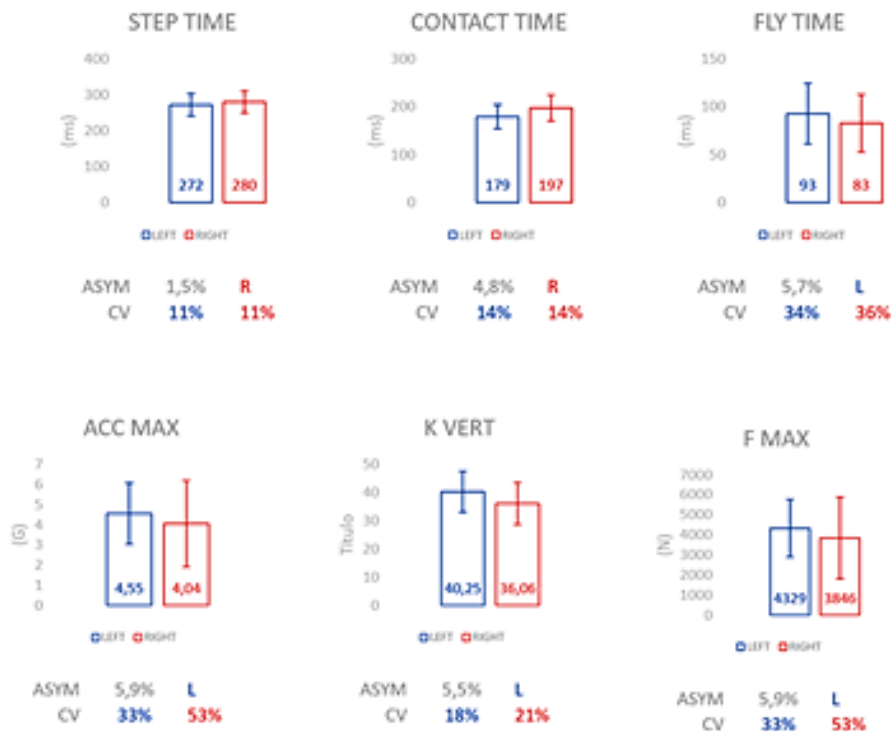 STEP TIME
400
300
200
100
0
(ms)
272
280
LEFT RIGHT
ASYM 1,5% R
CV 11% 11%
CONTACT TIME
300
200
100
0
(ms)
179
197
LEFT RIGHT
ASYM 4,8% R
CV 14% 14%
FLY TIME
150
100
50
0
(ms)
93
83
LEFT RIGHT
ASYM 5,7% L
CV 34% 36%
ACC MAX
7
6
5
4
3
2
1
0
(G)
4,55
4,04
LEFT RIGHT
ASYM 5,9% L
CV 33% 53%
K VERT
50
40
30
20
10
0
Título
40,25
36,06
LEFT RIGHT
ASYM 5,5% L
CV 18% 21%
F MAX
7000
6000
5000
4000
3000
2000
1000
0
(N)
4329
3846
LEFT RIGHT
ASYM 5,9% L
CV 33% 53%